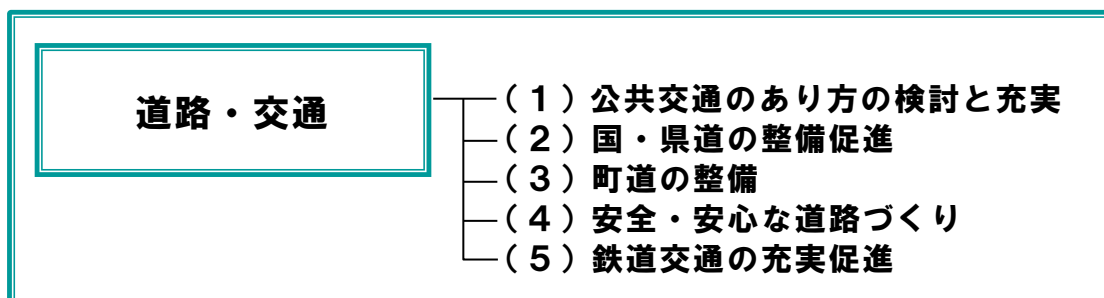 道路・交通
（１）公共交通のあり方の検討と充実
（２）国・県道の整備促進
（３）町道の整備
（４）安全・安心な道路づくり
（５）鉄道交通の充実促進